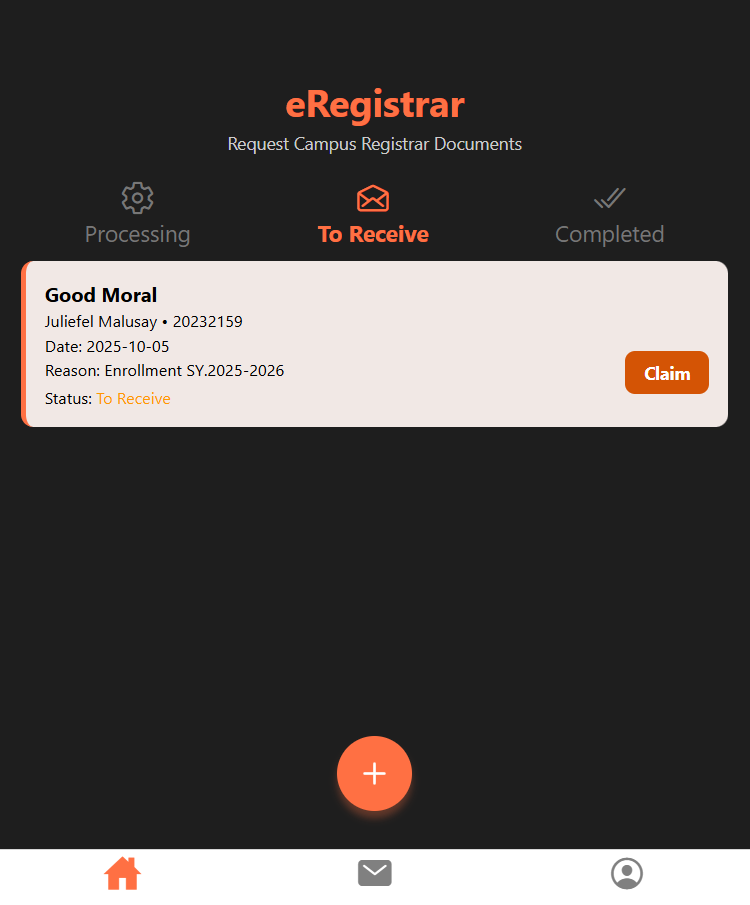 eRegistrar
Request Campus Registrar Documents
Processing
To Receive
Completed
Good Moral
Juliefel Malusay • 20232159
Date: 2025-10-05
Reason: Enrollment SY.2025-2026
Claim
Status: To Receive